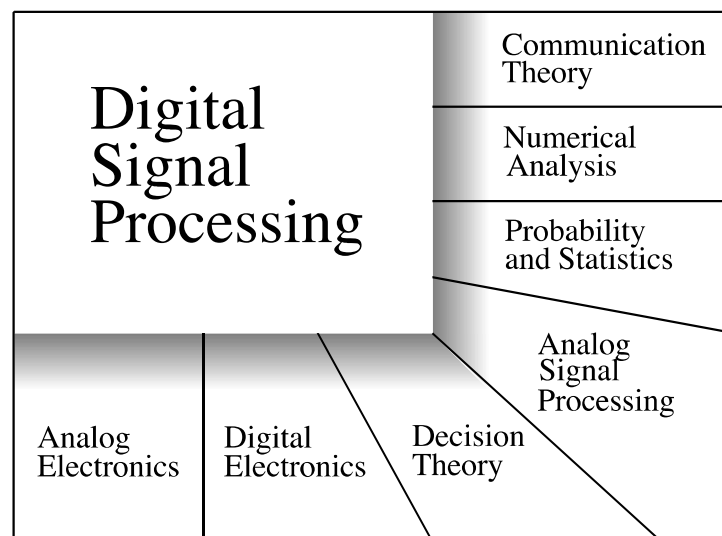 Digital
Signal
Processing
Communication
Theory
Numerical
Analysis
Probability
and Statistics
Analog
Signal
Processing
Decision
Theory
Digital
Electronics
Analog
Electronics